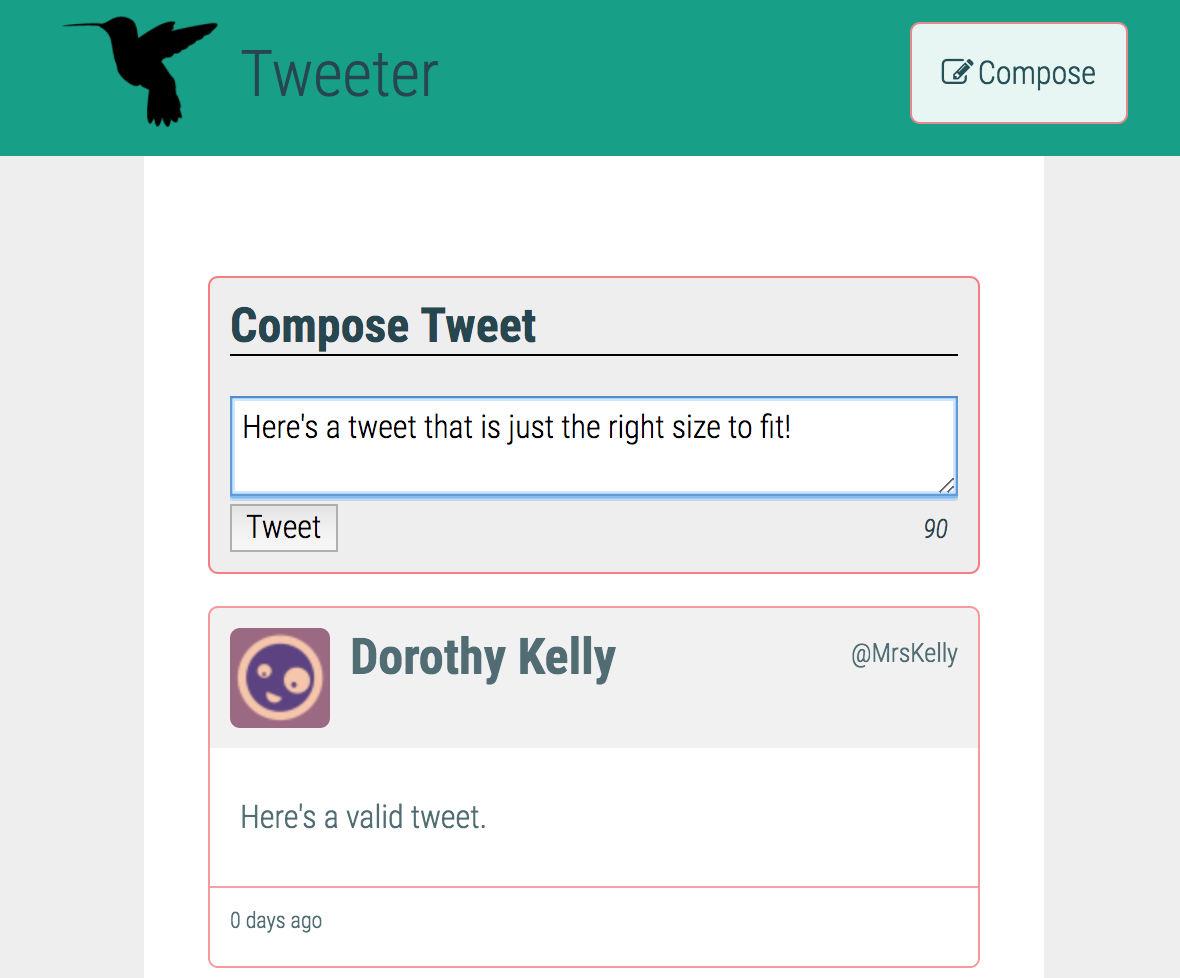 Tweeter
Compose
Compose Tweet
Here's a tweet that is just the right size to fit!
Tweet
90
Dorothy Kelly
@MrsKelly
Here's a valid tweet.
0 days ago